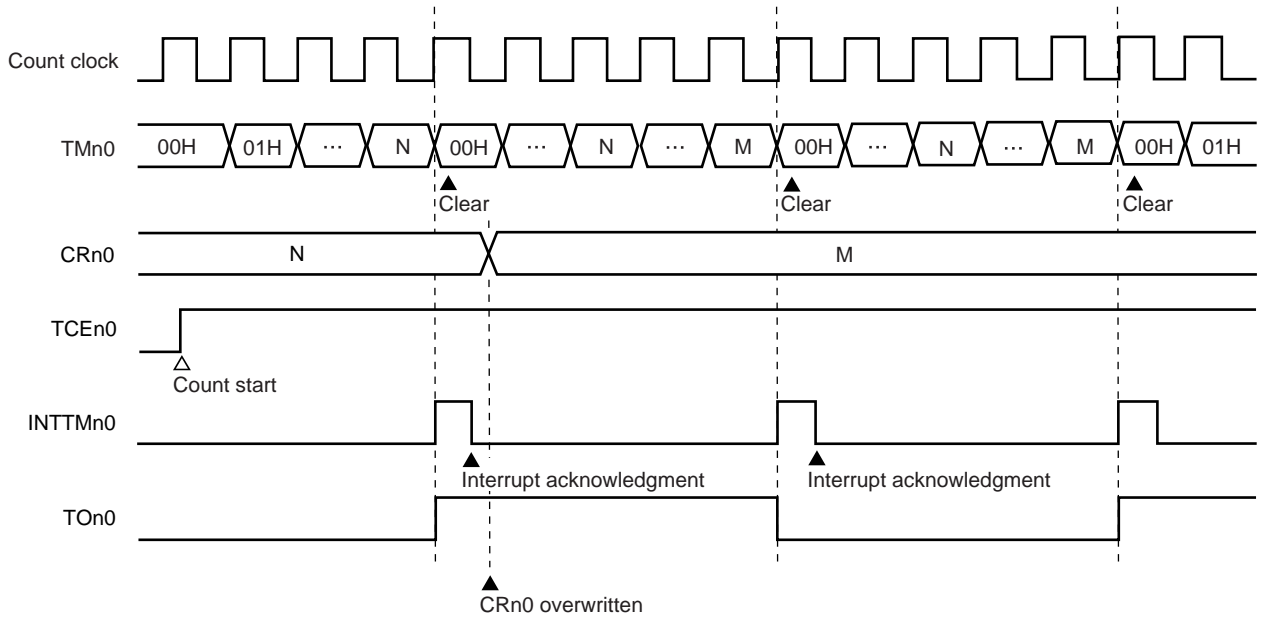 Count clock
TMn0 00H 01H ... N 00H ... N ... M 00H ... N ... M 00H 01H
Clear Clear Clear
CRn0 N M
TCEn0
Count start
INTTMn0
Interrupt acknowledgment Interrupt acknowledgment
TOn0
CRn0 overwritten